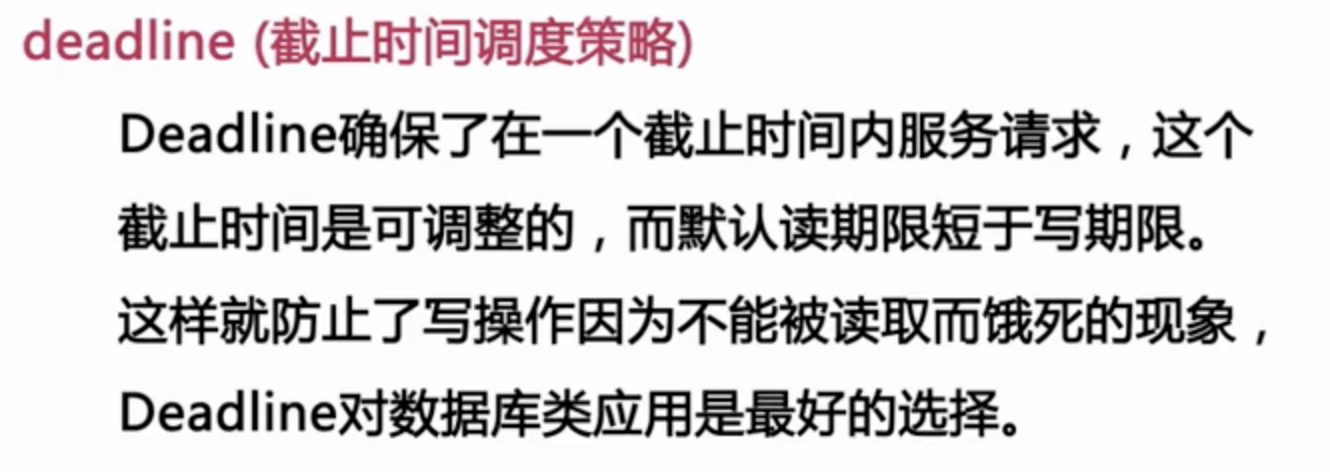 deadline (截止时间调度策略)
Deadline确保了在一个截止时间内服务请求，这个
截止时间是可调整的，而默认读期限短于写期限。
这样就防止了写操作因为不能被读取而饿死的现象，
Deadline对数据库类应用是最好的选择。